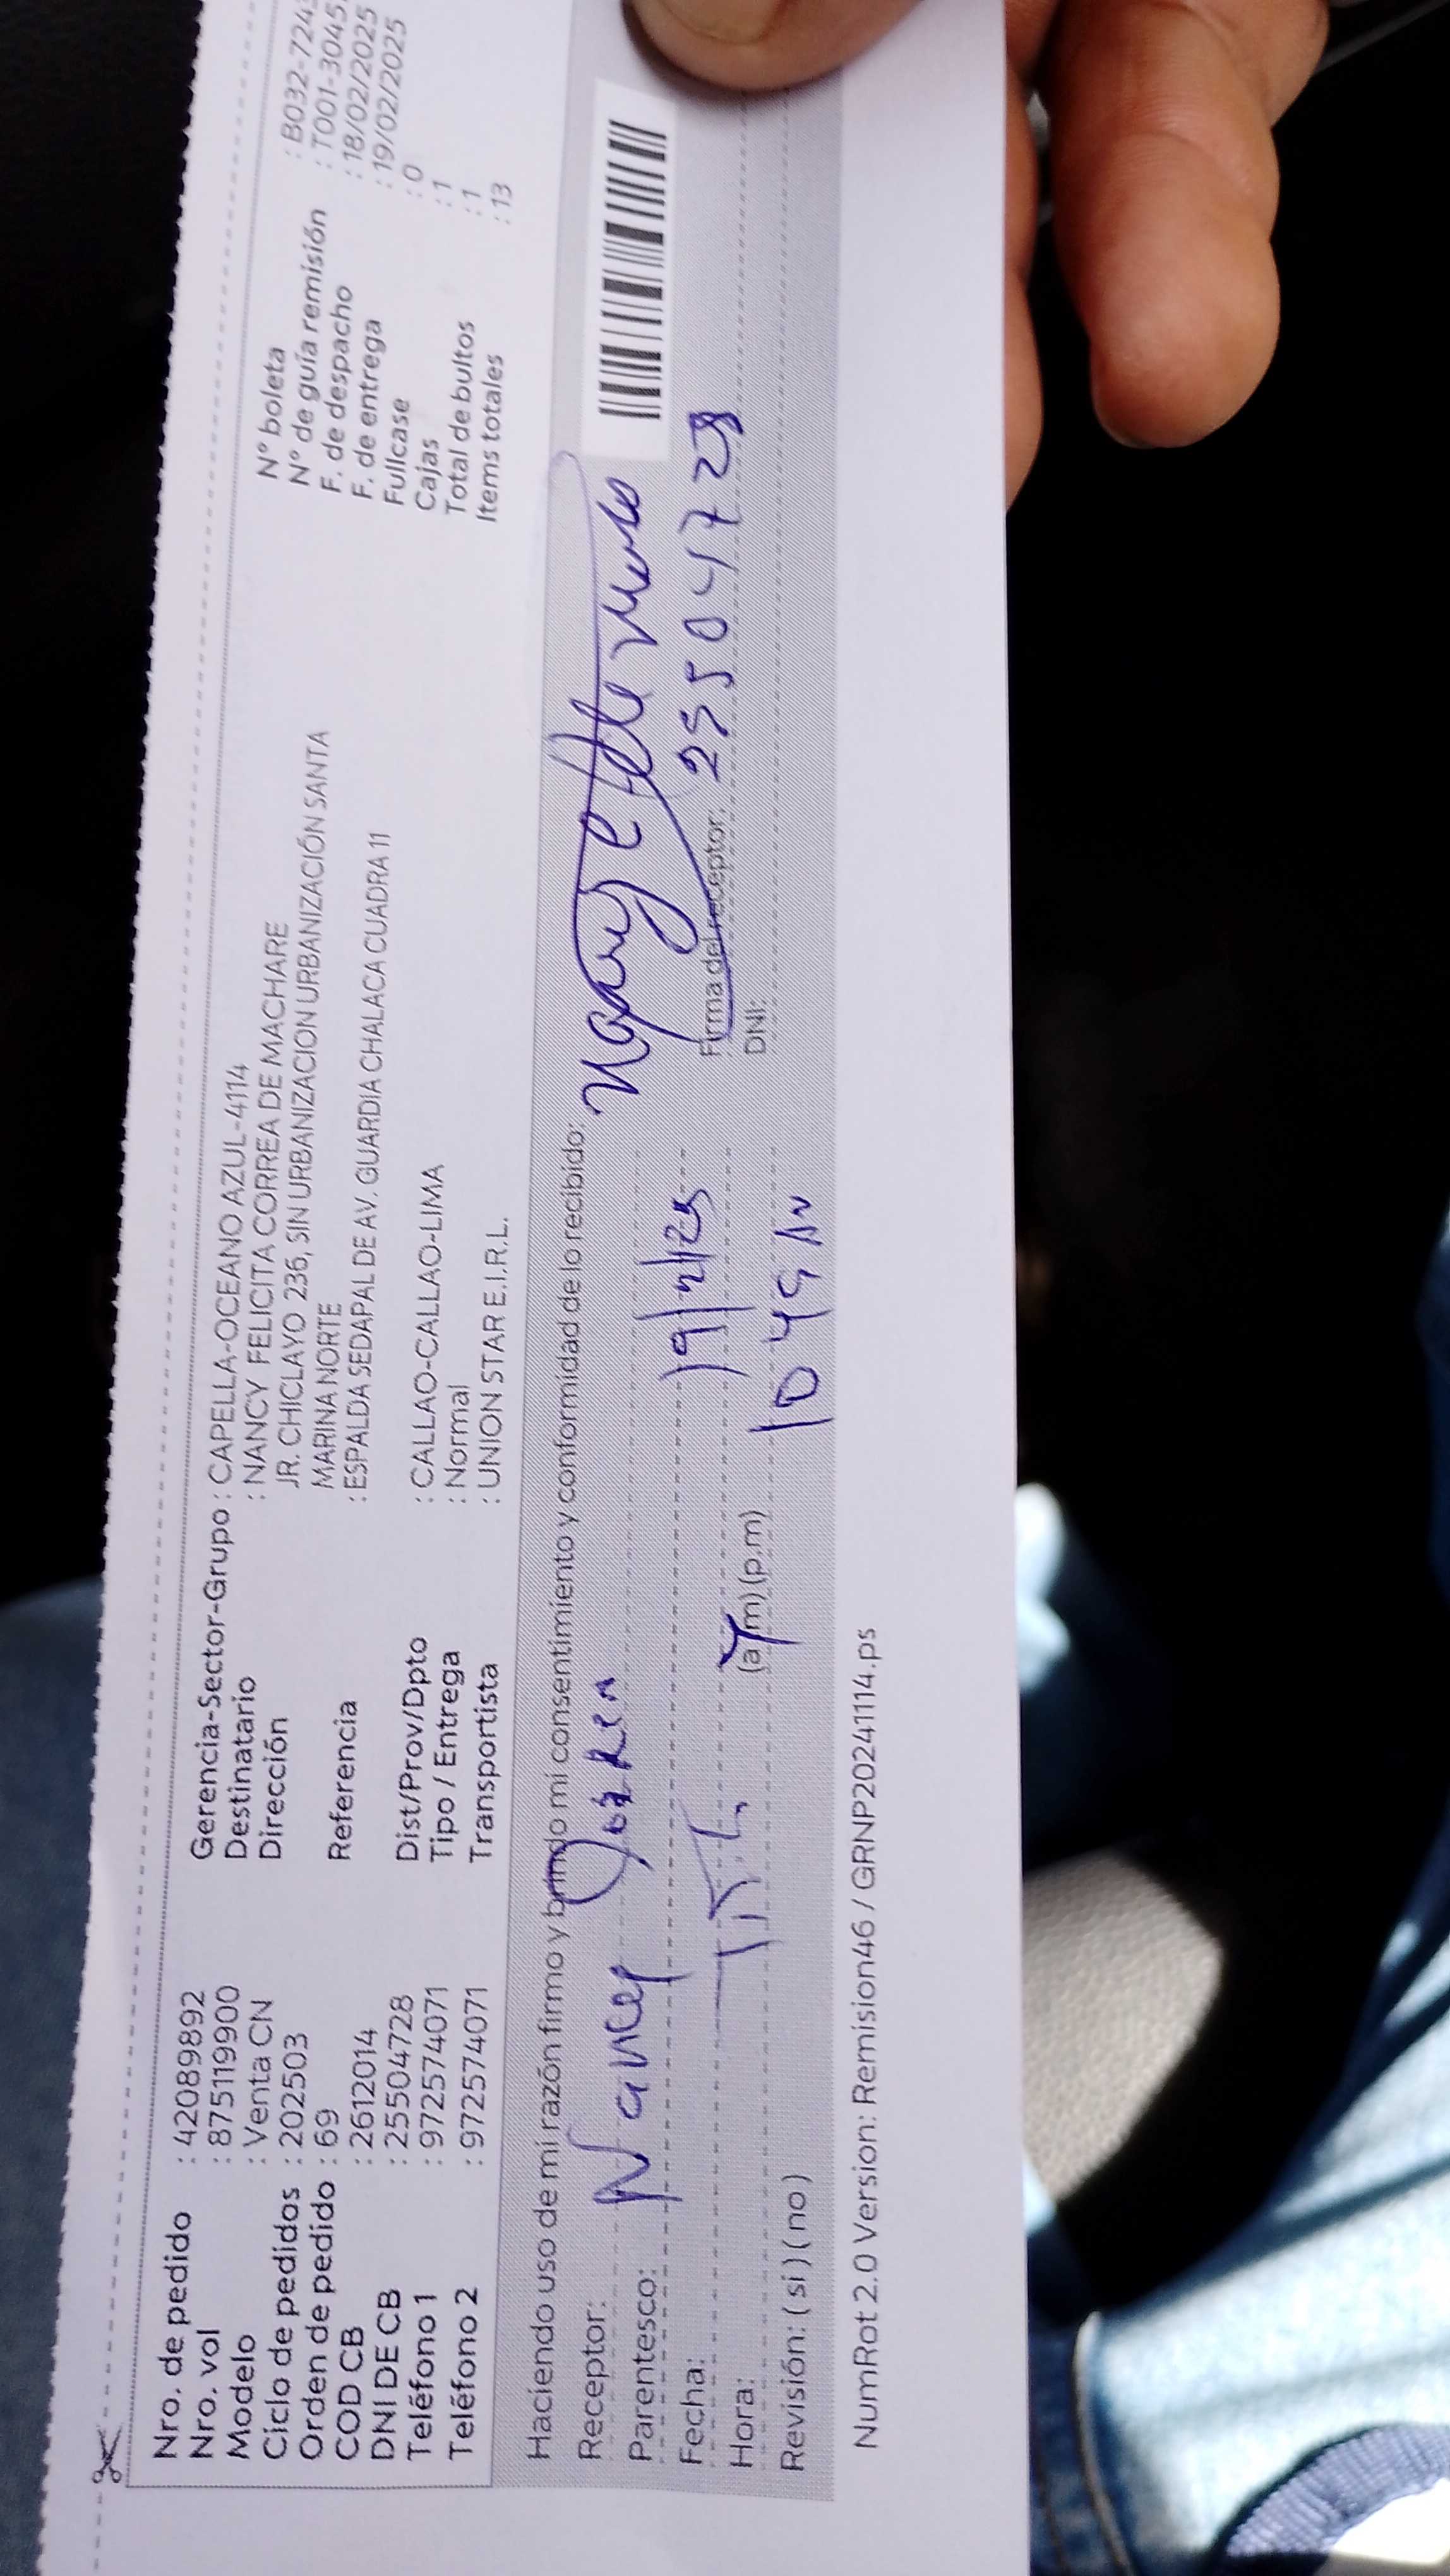 Nro. de pedido : 42089892
Nro. vol : 875119900
Modelo : Venta CN
Ciclo de pedidos : 202503
Orden de pedido : 69
COD CB : 2612014
DNI DE CB : 25504728
Teléfono 1 : 972574071
Teléfono 2 : 972574071
Gerencia-Sector-Grupo : CAPELLA-OCEANO AZUL-4114
Destinatario : NANCY FELICITA CORREA DE MACHARE
Dirección JR. CHICLAYO 236, SIN URBANIZACION URBANIZACIÓN SANTA
MARINA NORTE
Referencia : ESPALDA SEDAPAL DE AV. GUARDIA CHALACA CUADRA 11
Dist/Prov/Dpto : CALLAO-CALLAO-LIMA
Tipo / Entrega : Normal
Transportista : UNION STAR E.I.R.L.
N° boleta : B032-724
N° de guía remisión : T001-3045
F. de despacho : 18/02/2025
F. de entrega : 19/02/2025
Fullcase : 0
Cajas : 1
Total de bultos : 1
Items totales : 13
Haciendo uso de mi razón firmo y brindo mi consentimiento y conformidad de lo recibido:
Receptor: Nancy Correa
Parentesco:
Fecha: 19/2/25
Hora: (a.m) (p.m) 10 45 AM
Revisión: ( si ) ( no )
Firma del receptor.
DNI: 25504728
NumRot 2.0 Version: Remision46 / GRNP20241114.ps